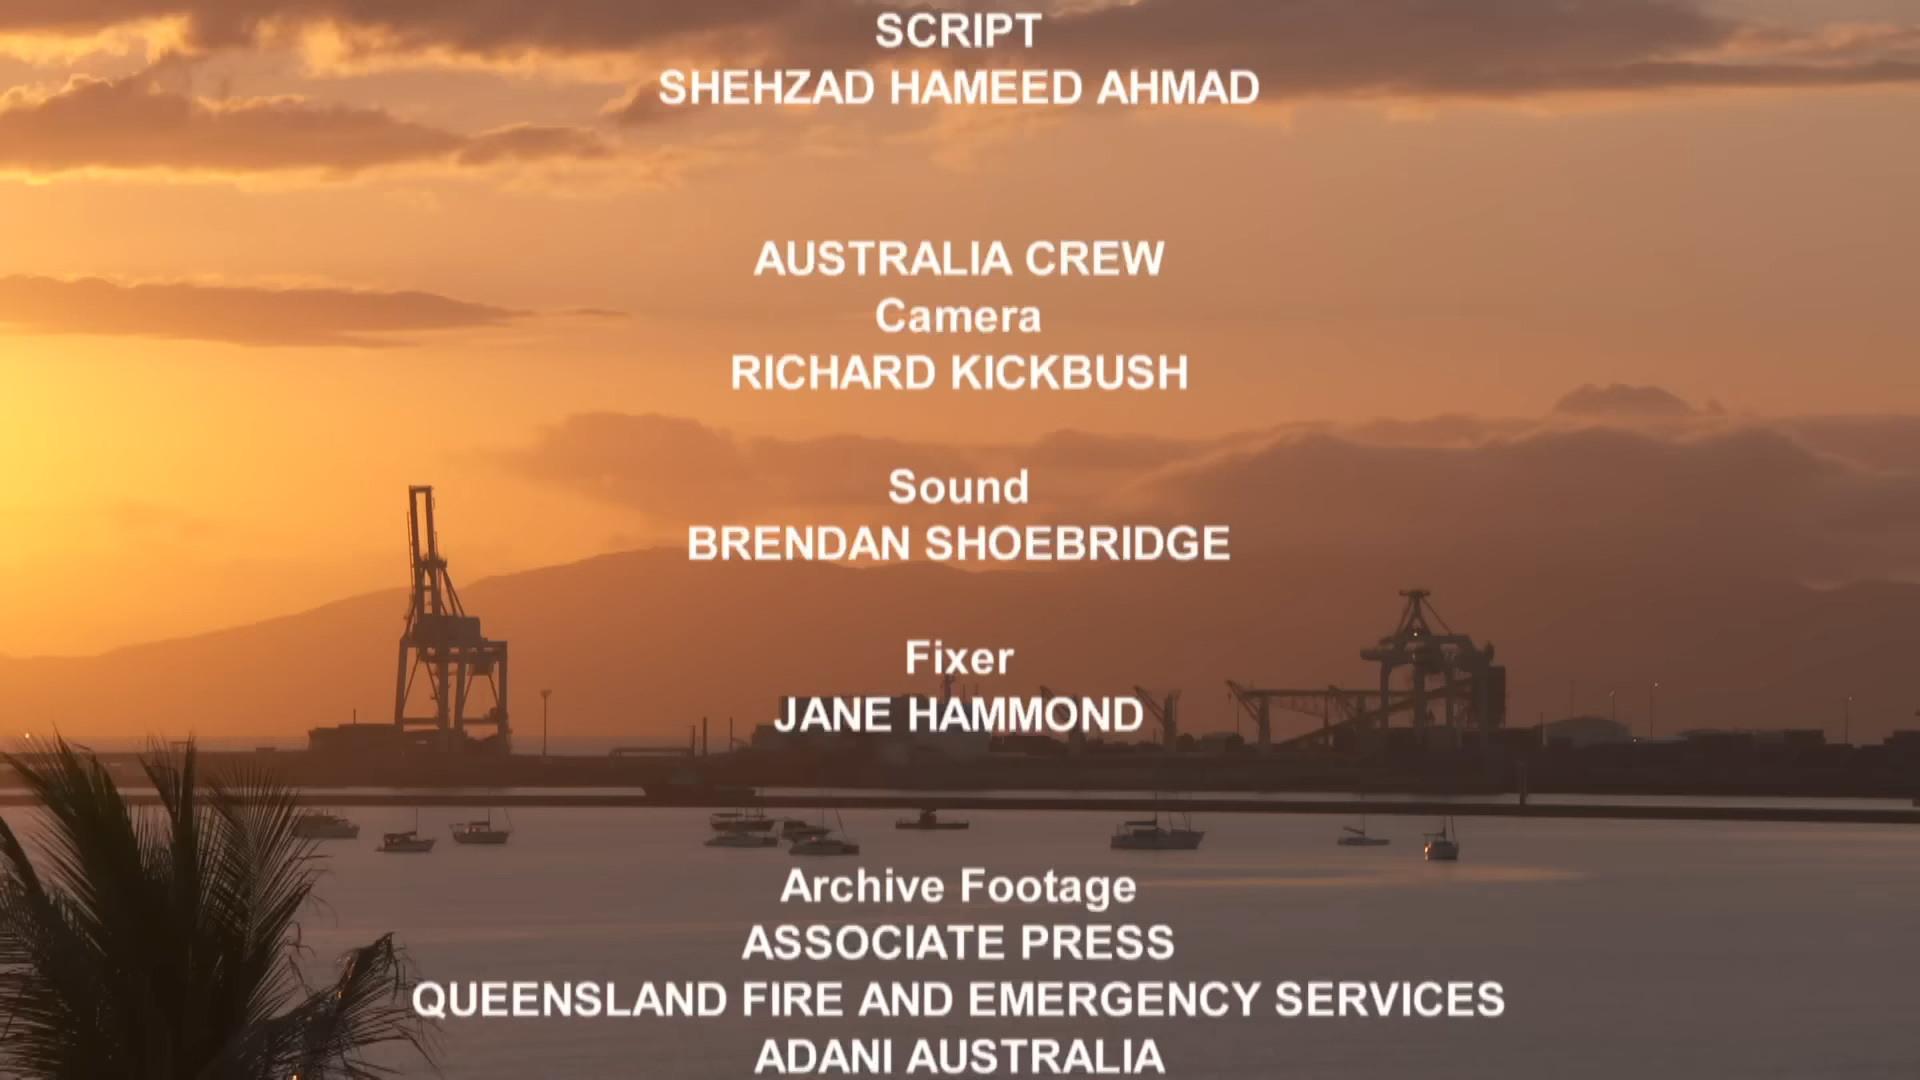 SCRIPT
SHEHZAD HAMEED AHMAD
AUSTRALIA CREW
Camera
RICHARD KICKBUSH
Sound
BRENDAN SHOEBRIDGE
Fixer
JANE HAMMOND
Archive Footage
ASSOCIATE PRESS
QUEENSLAND FIRE AND EMERGENCY SERVICES
ADANI AUSTRALIA